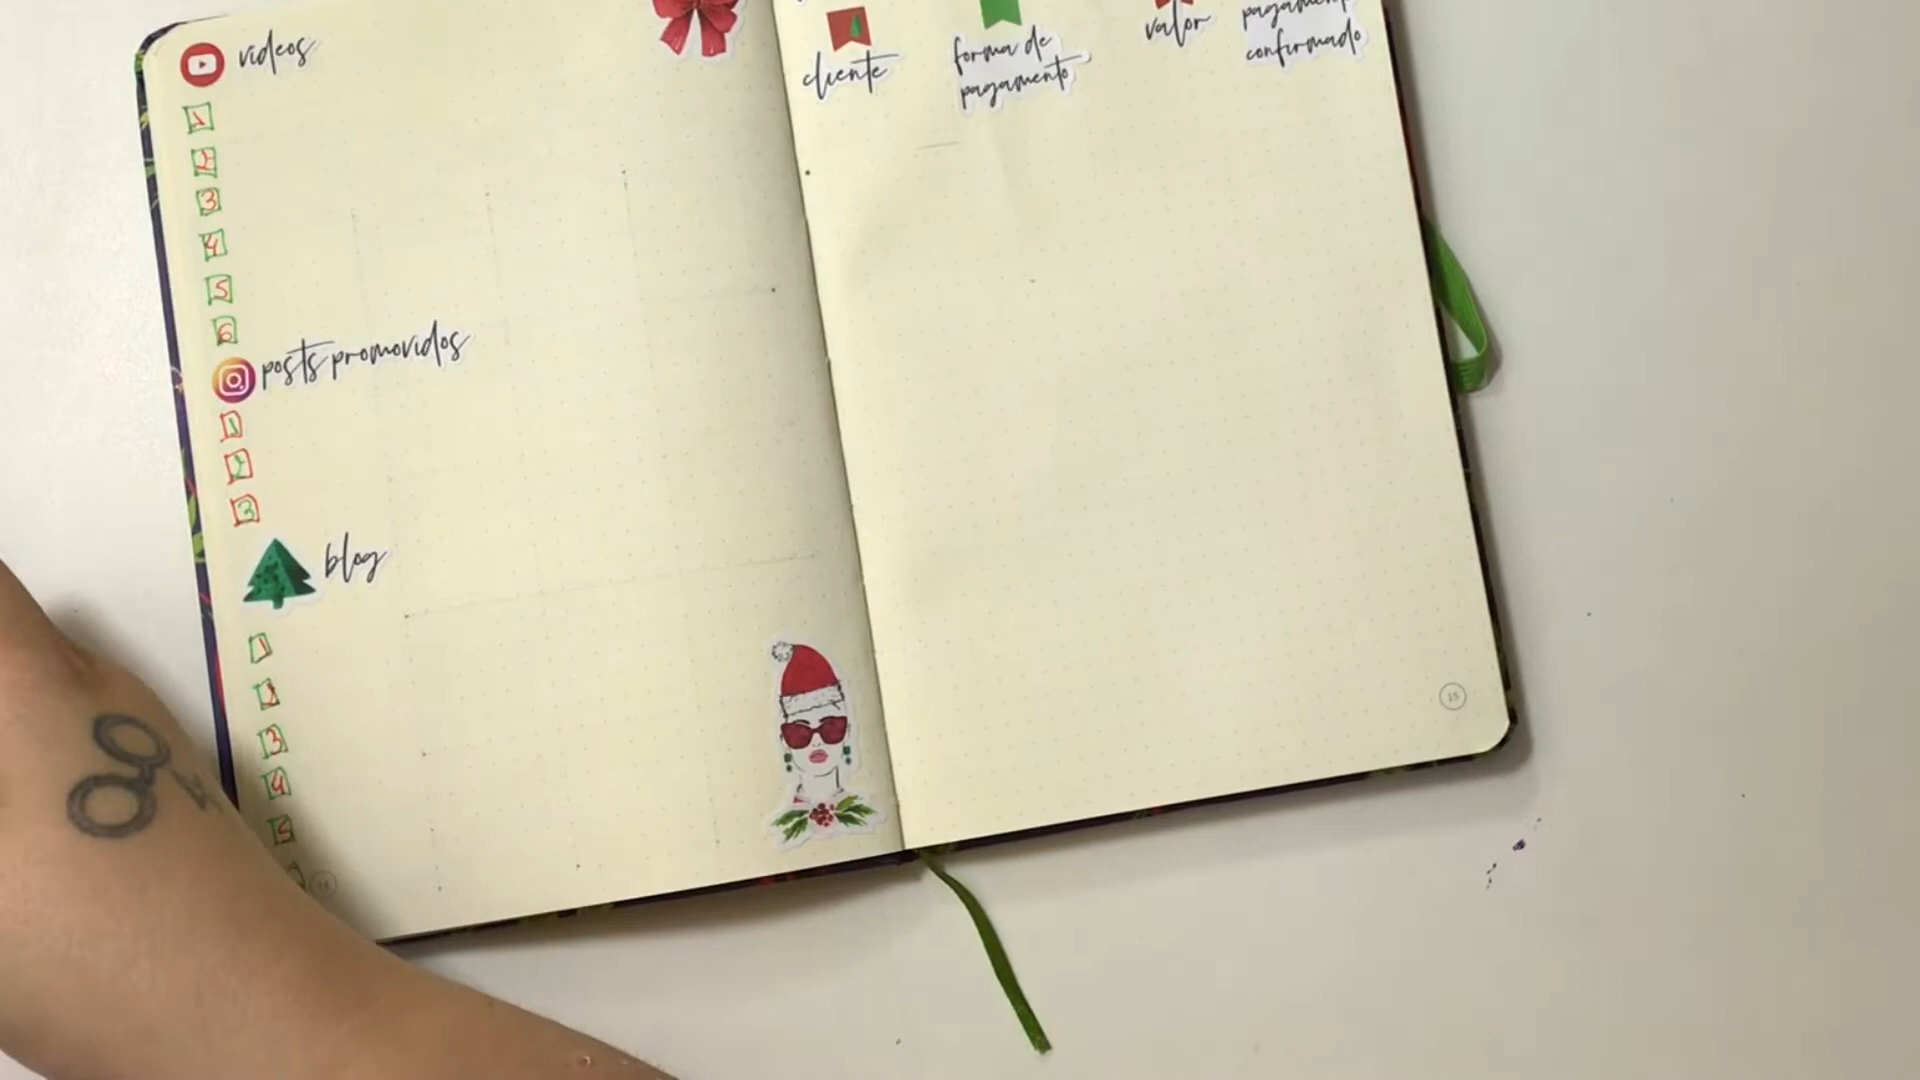 videos
1
2
3
4
5
6
posts promovidos
1
2
3
blog
1
2
3
4
5
cliente
forma de
pagamento
valor
pagamento
confirmado
15